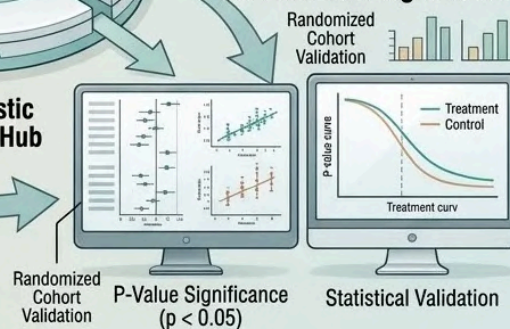 Randomized
Cohort
Validation
stic
Hub
Treatment
Control
P-value curve
Treatment curv
Randomized
Cohort
Validation
P-Value Significance
(p < 0.05)
Statistical Validation